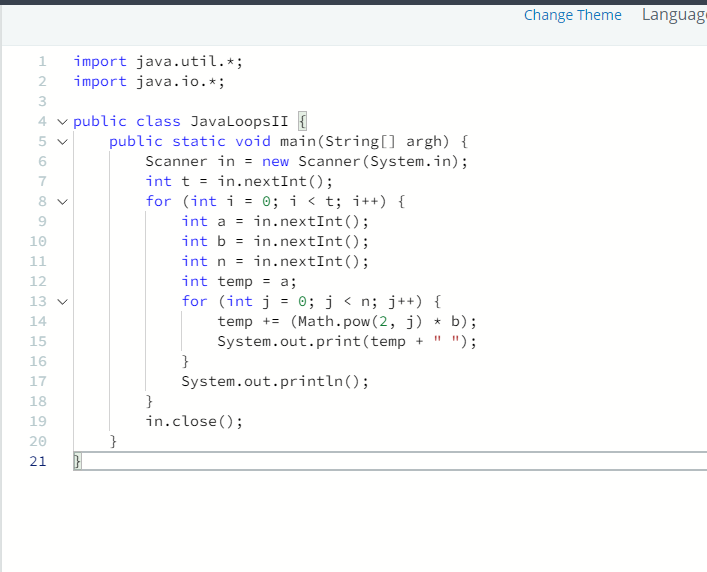 Change Theme Languag
1 import java.util.*;
2 import java.io.*;
3
4 public class JavaLoopsII {
5     public static void main(String[] argh) {
6         Scanner in = new Scanner(System.in);
7         int t = in.nextInt();
8         for (int i = 0; i < t; i++) {
9             int a = in.nextInt();
10             int b = in.nextInt();
11             int n = in.nextInt();
12             int temp = a;
13             for (int j = 0; j < n; j++) {
14                 temp += (Math.pow(2, j) * b);
15                 System.out.print(temp + " ");
16             }
17             System.out.println();
18         }
19         in.close();
20     }
21 }